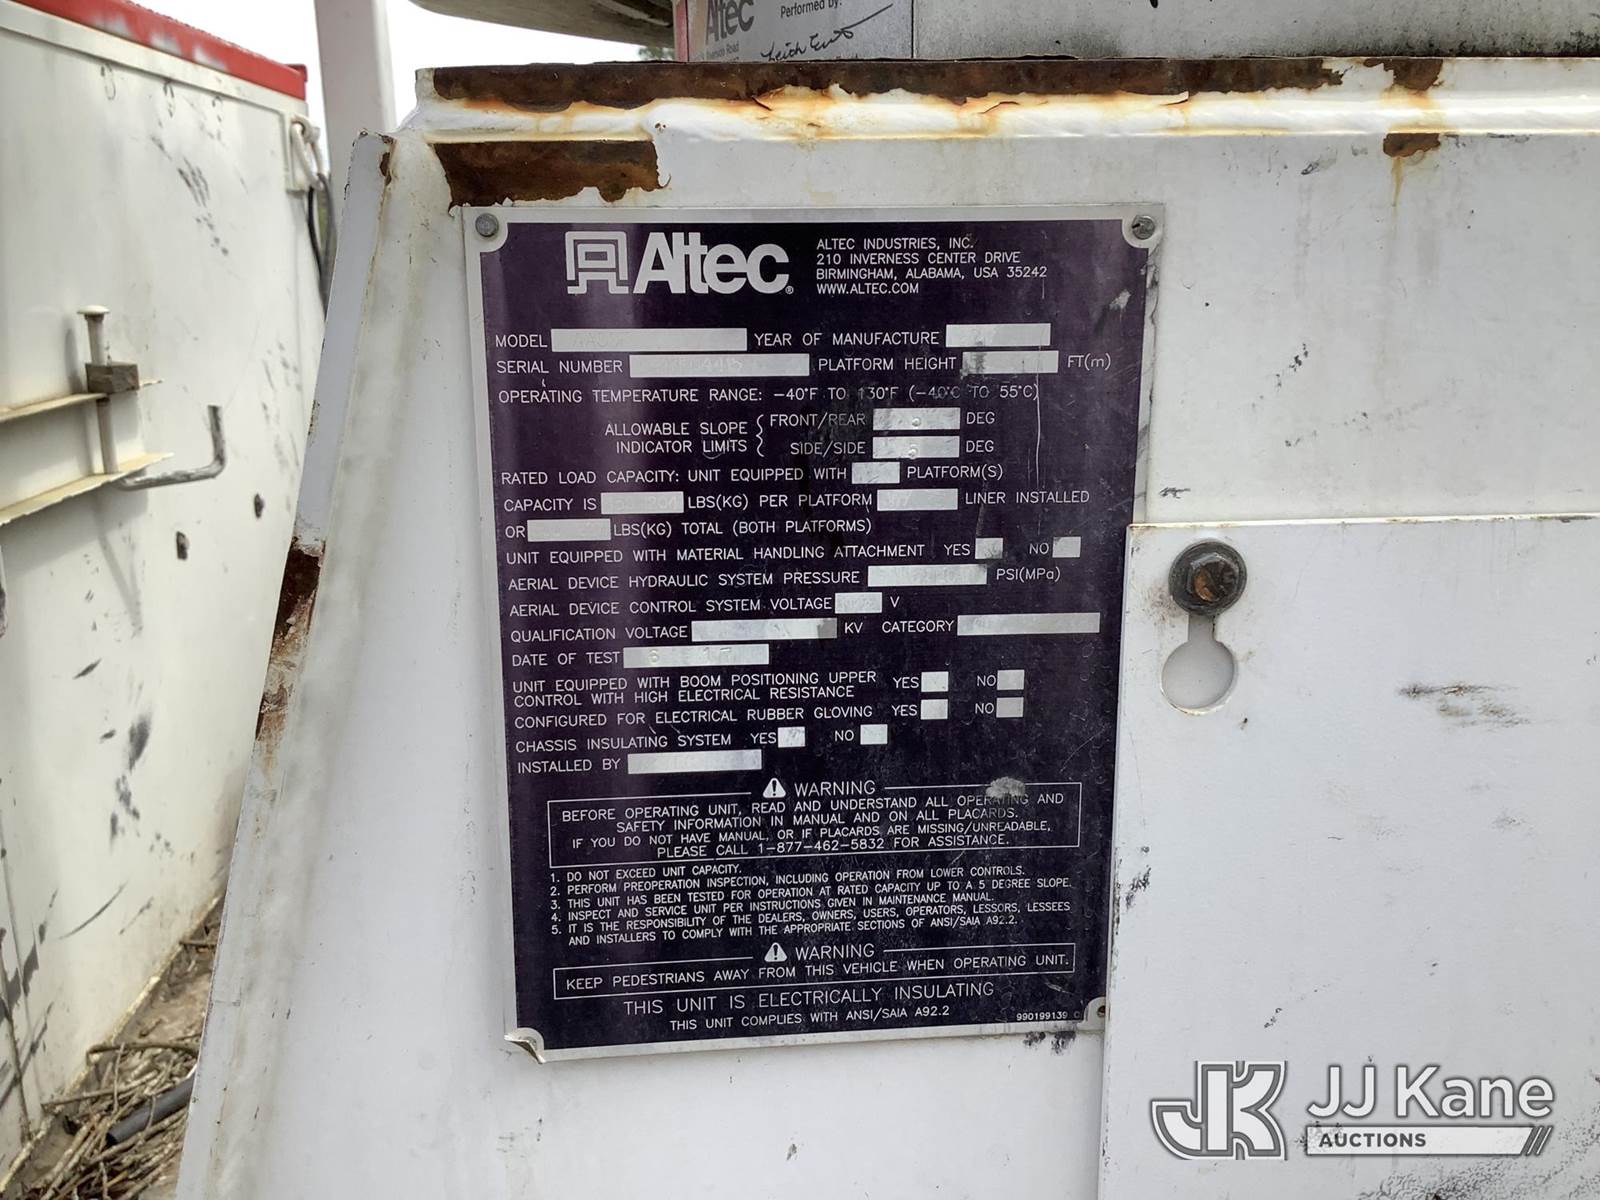 Altec
Performed by:
Altec
ALTEC INDUSTRIES, INC.
210 INVERNESS CENTER DRIVE
BIRMINGHAM, ALABAMA, USA 35242
WWW.ALTEC.COM
MODEL YEAR OF MANUFACTURE
SERIAL NUMBER PLATFORM HEIGHT FT(m)
OPERATING TEMPERATURE RANGE: -40°F TO 130°F (-40°C TO 55°C)
ALLOWABLE SLOPE INDICATOR LIMITS
FRONT/REAR 5 DEG
SIDE/SIDE 5 DEG
RATED LOAD CAPACITY: UNIT EQUIPPED WITH PLATFORM(S)
CAPACITY IS LBS(KG) PER PLATFORM LINER INSTALLED
OR LBS(KG) TOTAL (BOTH PLATFORMS)
UNIT EQUIPPED WITH MATERIAL HANDLING ATTACHMENT YES NO
AERIAL DEVICE HYDRAULIC SYSTEM PRESSURE PSI(MPa)
AERIAL DEVICE CONTROL SYSTEM VOLTAGE V
QUALIFICATION VOLTAGE KV CATEGORY
DATE OF TEST 6 17
UNIT EQUIPPED WITH BOOM POSITIONING UPPER
CONTROL WITH HIGH ELECTRICAL RESISTANCE YES NO
CONFIGURED FOR ELECTRICAL RUBBER GLOVING YES NO
CHASSIS INSULATING SYSTEM YES NO
INSTALLED BY
WARNING
BEFORE OPERATING UNIT, READ AND UNDERSTAND ALL OPERATING AND
SAFETY INFORMATION IN MANUAL AND ON ALL PLACARDS.
IF YOU DO NOT HAVE MANUAL, OR IF PLACARDS ARE MISSING/UNREADABLE,
PLEASE CALL 1-877-462-5832 FOR ASSISTANCE.
1. DO NOT EXCEED UNIT CAPACITY.
2. PERFORM PREOPERATION INSPECTION, INCLUDING OPERATION FROM LOWER CONTROLS.
3. THIS UNIT HAS BEEN TESTED FOR OPERATION AT RATED CAPACITY UP TO A 5 DEGREE SLOPE.
4. INSPECT AND SERVICE UNIT PER INSTRUCTIONS GIVEN IN MAINTENANCE MANUAL.
5. IT IS THE RESPONSIBILITY OF THE DEALERS, OWNERS, USERS, OPERATORS, LESSORS, LESSEES
AND INSTALLERS TO COMPLY WITH THE APPROPRIATE SECTIONS OF ANSI/SAIA A92.2.
WARNING
KEEP PEDESTRIANS AWAY FROM THIS VEHICLE WHEN OPERATING UNIT.
THIS UNIT IS ELECTRICALLY INSULATING
THIS UNIT COMPLIES WITH ANSI/SAIA A92.2
990199139
JK JJ Kane
AUCTIONS